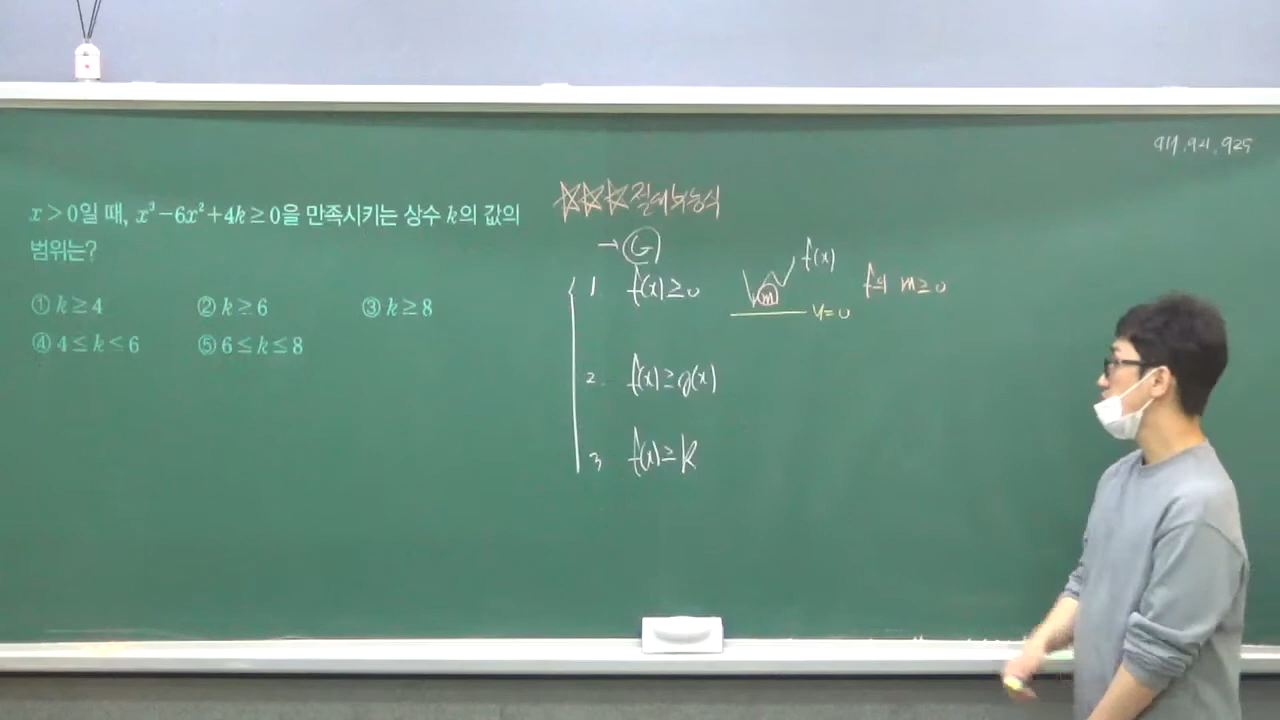 x > 0일 때, x³-6x²+4k ≥ 0을 만족시키는 상수 k의 값의
범위는?
① k ≥ 4 ② k ≥ 6 ③ k ≥ 8
④ 4 ≤ k ≤ 6 ⑤ 6 ≤ k ≤ 8
☆☆☆ 절대부등식
→ G
1. f(x) ≥ 0 m f(x) y=0 f의 m ≥ 0
2. f(x) ≥ g(x)
3. f(x) ≥ k